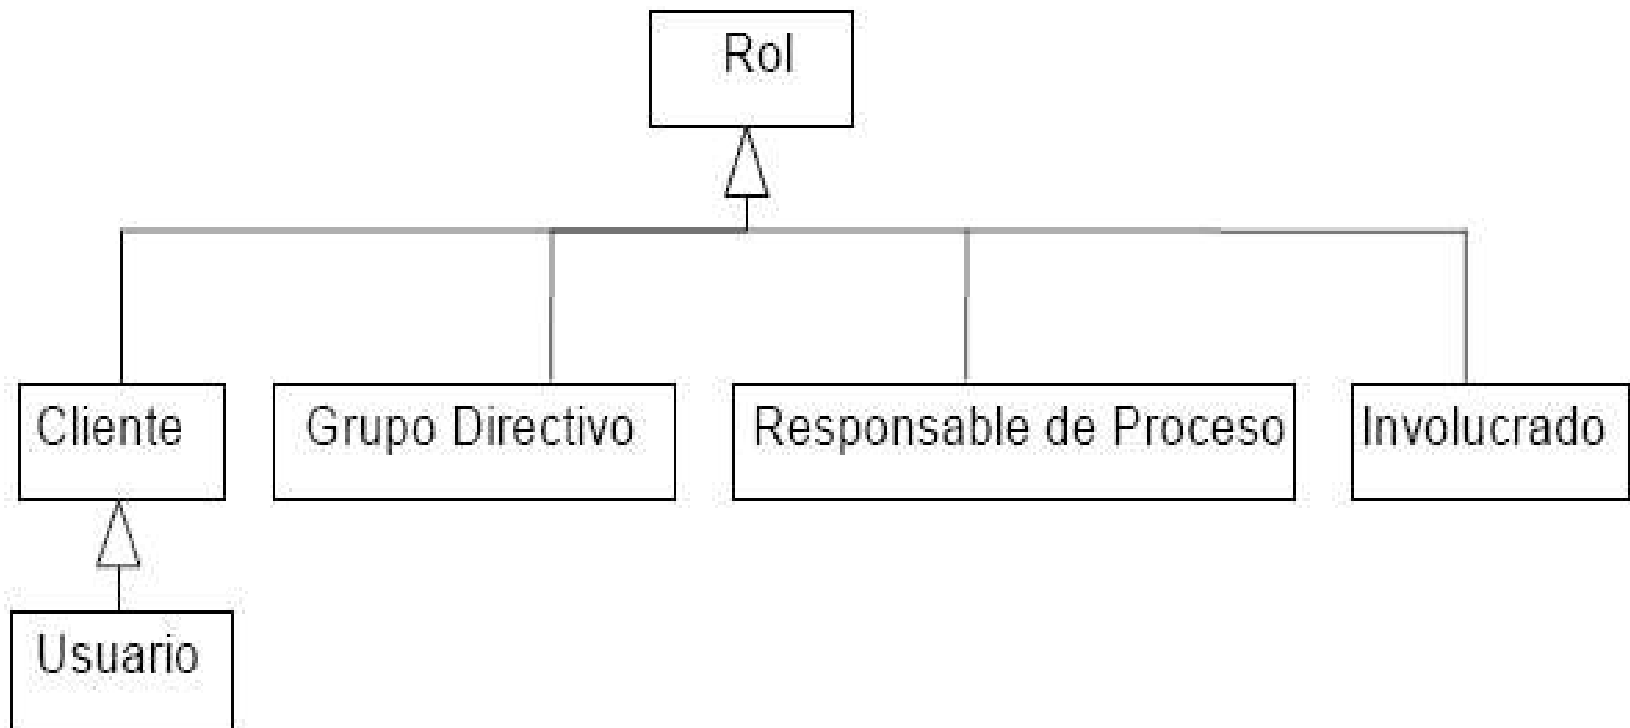 Rol
Cliente
Grupo Directivo
Responsable de Proceso
Involucrado
Usuario